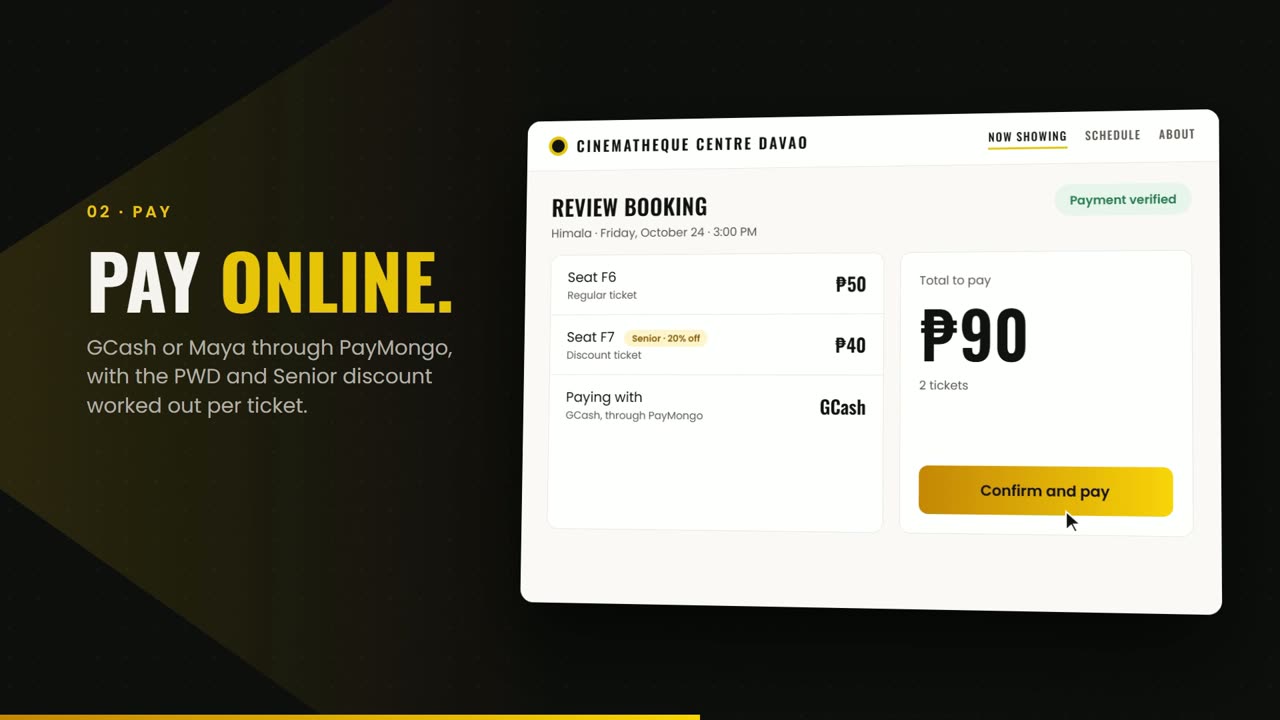 02 · PAY
PAY ONLINE.
GCash or Maya through PayMongo,
with the PWD and Senior discount
worked out per ticket.
CINEMATHEQUE CENTRE DAVAO
NOW SHOWING SCHEDULE ABOUT
REVIEW BOOKING
Himala · Friday, October 24 · 3:00 PM
Payment verified
Seat F6
Regular ticket
₱50
Seat F7 Senior · 20% off
Discount ticket
₱40
Paying with
GCash, through PayMongo
GCash
Total to pay
₱90
2 tickets
Confirm and pay